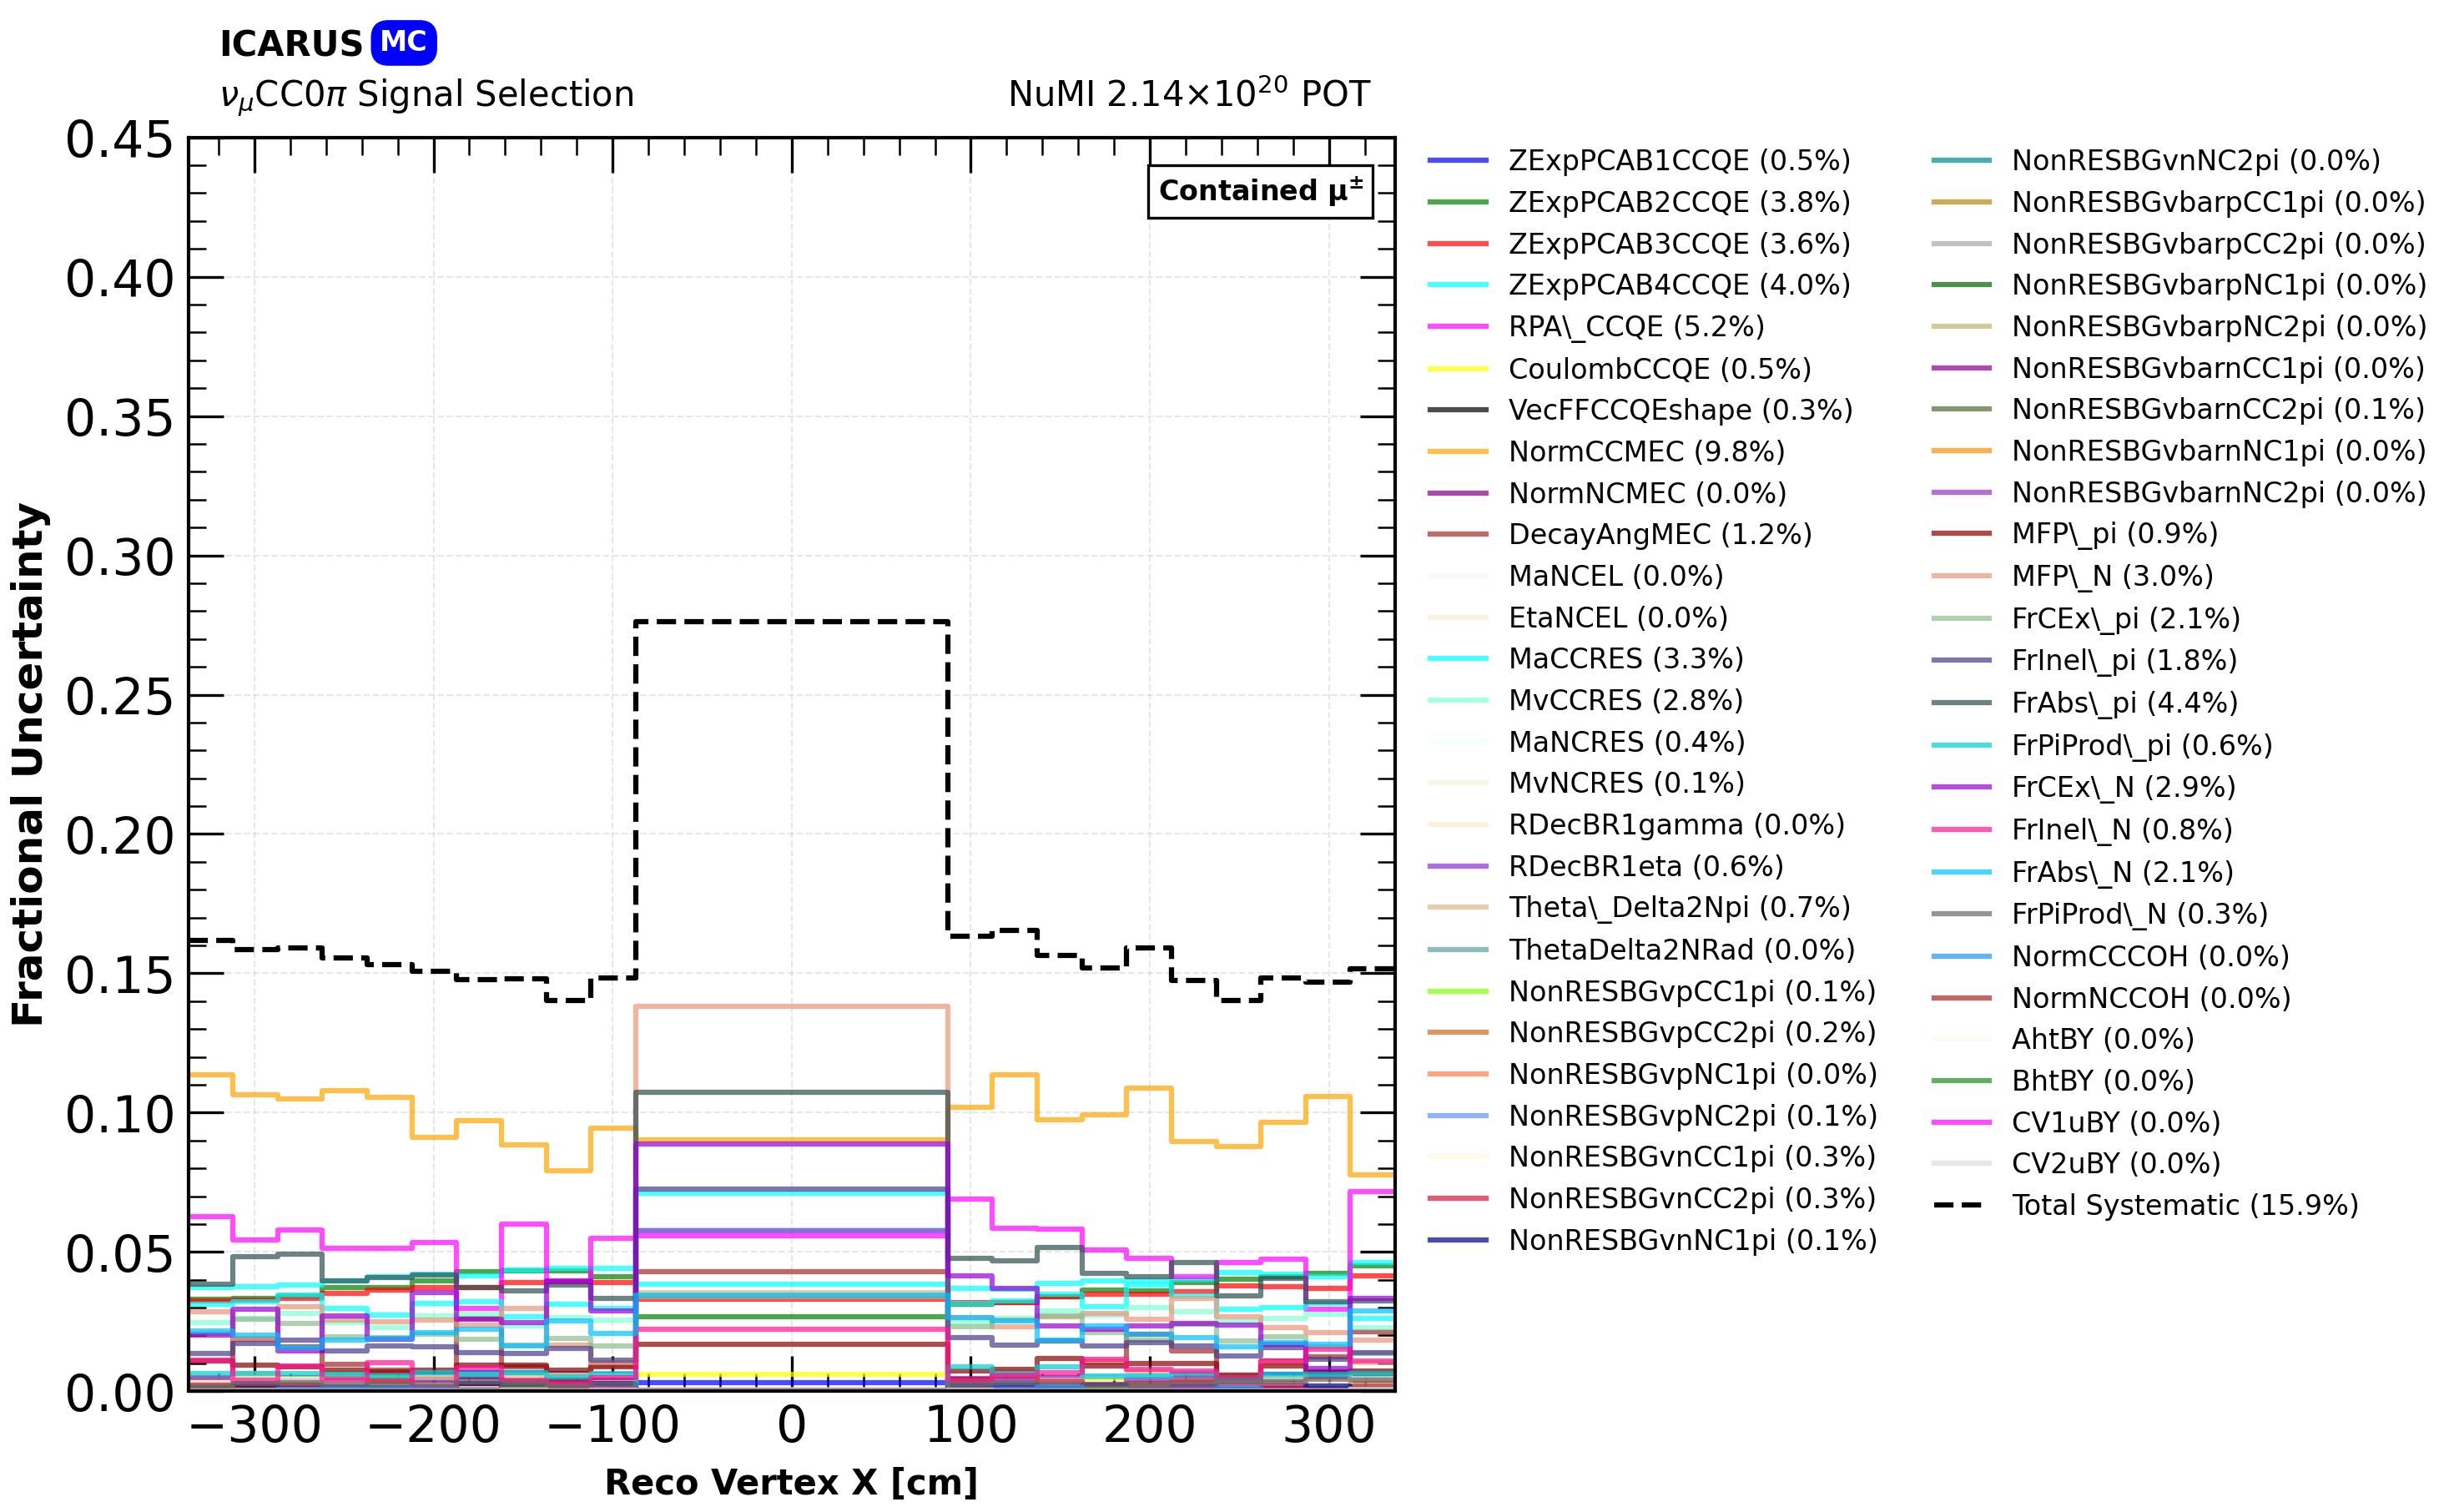 ICARUS MC
νμCC0π Signal Selection
NuMI 2.14×10²⁰ POT
Contained μ±
Fractional Uncertainty
0.45
0.40
0.35
0.30
0.25
0.20
0.15
0.10
0.05
0.00
−300 −200 −100 0 100 200 300
Reco Vertex X [cm]
ZExpPCAB1CCQE (0.5%)
ZExpPCAB2CCQE (3.8%)
ZExpPCAB3CCQE (3.6%)
ZExpPCAB4CCQE (4.0%)
RPA\_CCQE (5.2%)
CoulombCCQE (0.5%)
VecFFCCQEshape (0.3%)
NormCCMEC (9.8%)
NormNCMEC (0.0%)
DecayAngMEC (1.2%)
MaNCEL (0.0%)
EtaNCEL (0.0%)
MaCCRES (3.3%)
MvCCRES (2.8%)
MaNCRES (0.4%)
MvNCRES (0.1%)
RDecBR1gamma (0.0%)
RDecBR1eta (0.6%)
Theta\_Delta2Npi (0.7%)
ThetaDelta2NRad (0.0%)
NonRESBGvpCC1pi (0.1%)
NonRESBGvpCC2pi (0.2%)
NonRESBGvpNC1pi (0.0%)
NonRESBGvpNC2pi (0.1%)
NonRESBGvnCC1pi (0.3%)
NonRESBGvnCC2pi (0.3%)
NonRESBGvnNC1pi (0.1%)
NonRESBGvnNC2pi (0.0%)
NonRESBGvbarpCC1pi (0.0%)
NonRESBGvbarpCC2pi (0.0%)
NonRESBGvbarpNC1pi (0.0%)
NonRESBGvbarpNC2pi (0.0%)
NonRESBGvbarnCC1pi (0.0%)
NonRESBGvbarnCC2pi (0.1%)
NonRESBGvbarnNC1pi (0.0%)
NonRESBGvbarnNC2pi (0.0%)
MFP\_pi (0.9%)
MFP\_N (3.0%)
FrCEx\_pi (2.1%)
FrInel\_pi (1.8%)
FrAbs\_pi (4.4%)
FrPiProd\_pi (0.6%)
FrCEx\_N (2.9%)
FrInel\_N (0.8%)
FrAbs\_N (2.1%)
FrPiProd\_N (0.3%)
NormCCCOH (0.0%)
NormNCCOH (0.0%)
AhtBY (0.0%)
BhtBY (0.0%)
CV1uBY (0.0%)
CV2uBY (0.0%)
Total Systematic (15.9%)